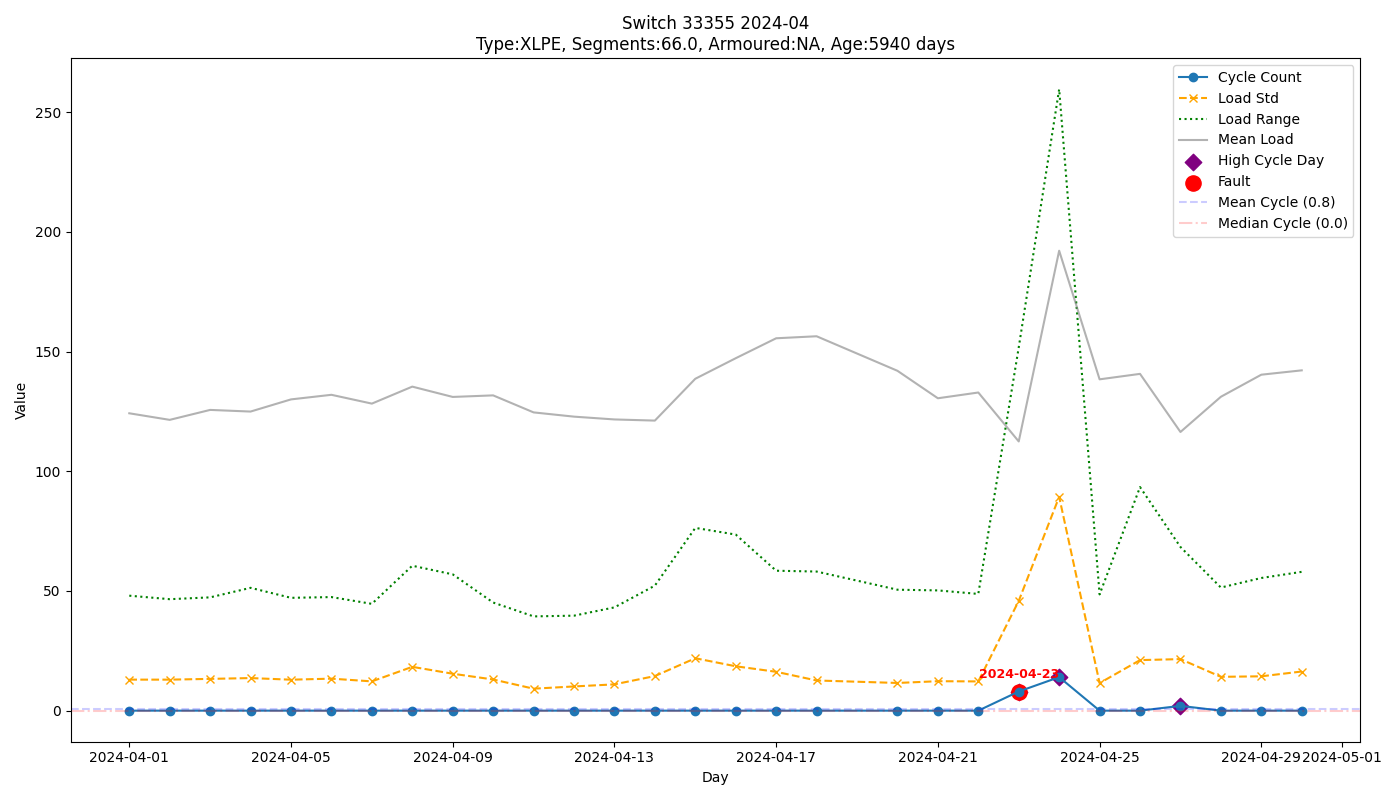 Switch 33355 2024-04
Type:XLPE, Segments:66.0, Armoured:NA, Age:5940 days
Cycle Count
Load Std
Load Range
Mean Load
High Cycle Day
Fault
Mean Cycle (0.8)
Median Cycle (0.0)
Value
250
200
150
100
50
0
2024-04-23
2024-04-01
2024-04-05
2024-04-09
2024-04-13
2024-04-17
2024-04-21
2024-04-25
2024-04-29
2024-05-01
Day